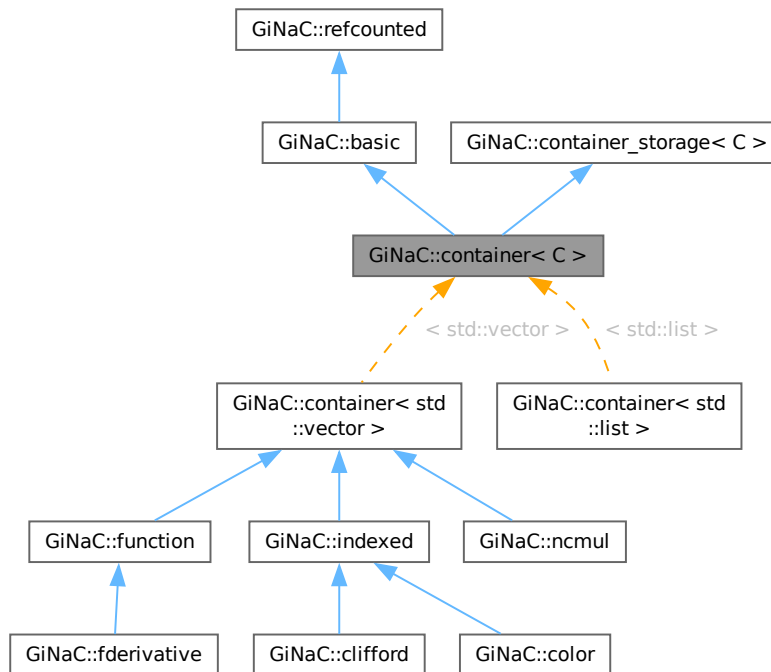 GiNaC::refcounted
GiNaC::basic
GiNaC::container_storage< C >
GiNaC::container< C >
< std::vector >
< std::list >
GiNaC::container< std
::vector >
GiNaC::container< std
::list >
GiNaC::function
GiNaC::indexed
GiNaC::ncmul
GiNaC::fderivative
GiNaC::clifford
GiNaC::color